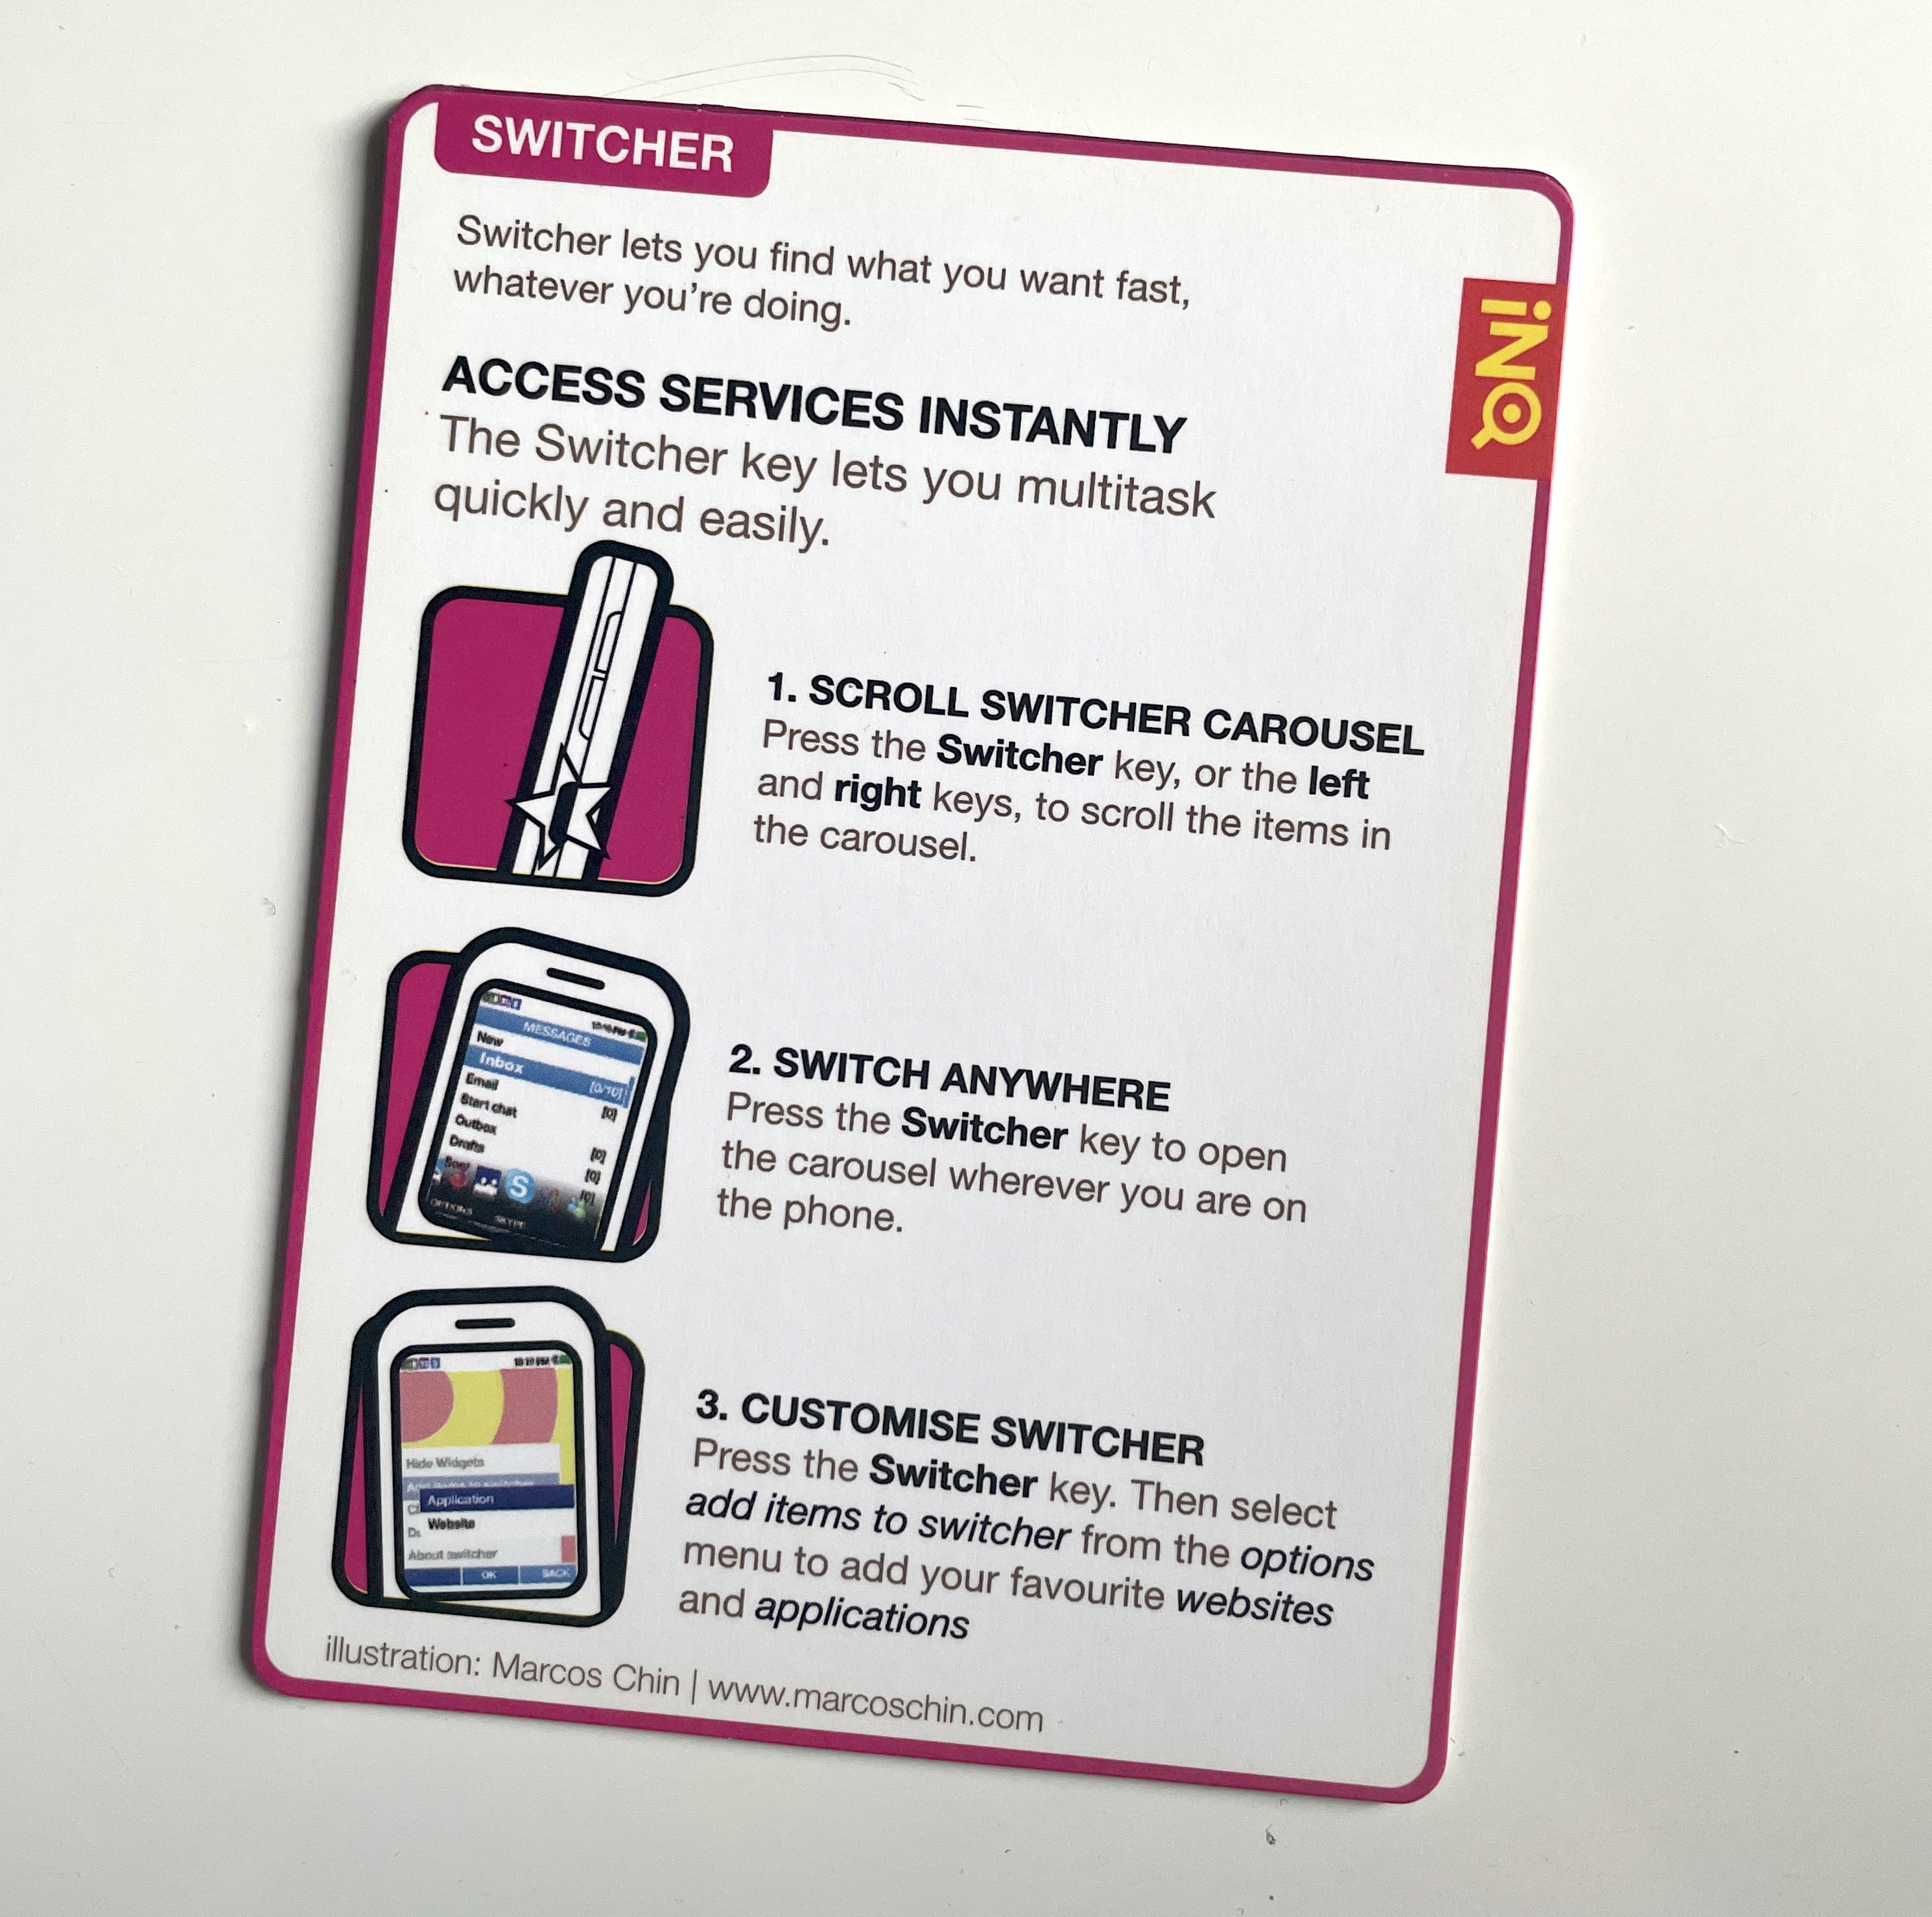 SWITCHER
Switcher lets you find what you want fast,
whatever you're doing.
iNQ
ACCESS SERVICES INSTANTLY
The Switcher key lets you multitask
quickly and easily.
1. SCROLL SWITCHER CAROUSEL
Press the Switcher key, or the left
and right keys, to scroll the items in
the carousel.
MESSAGES
New
Inbox [0/10]
Email [0]
Start chat
Outbox [0]
Drafts [0]
[0]
S
OPTIONS SKYPE
2. SWITCH ANYWHERE
Press the Switcher key to open
the carousel wherever you are on
the phone.
Hide Widgets
Add items to switcher
Application
Website
About switcher
OK BACK
3. CUSTOMISE SWITCHER
Press the Switcher key. Then select
add items to switcher from the options
menu to add your favourite websites
and applications
illustration: Marcos Chin | www.marcoschin.com